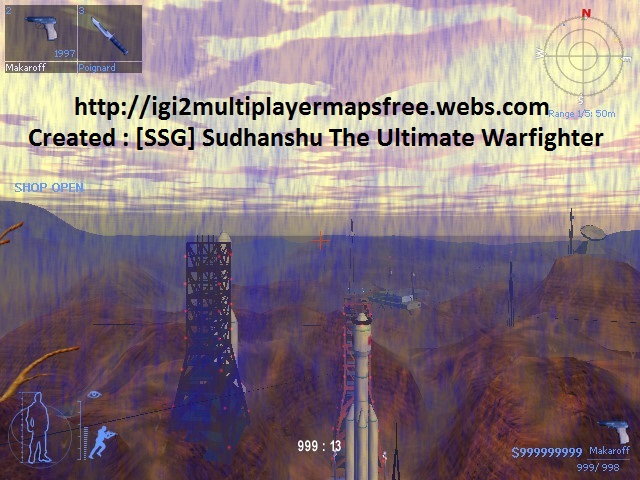 2
3
1997
Makaroff
Poignard
N
W
E
S
http://igi2multiplayermapsfree.webs.com
Range 1/5: 50m
Created : [SSG] Sudhanshu The Ultimate Warfighter
SHOP OPEN
999 : 13
$999999999
Makaroff
999/ 998